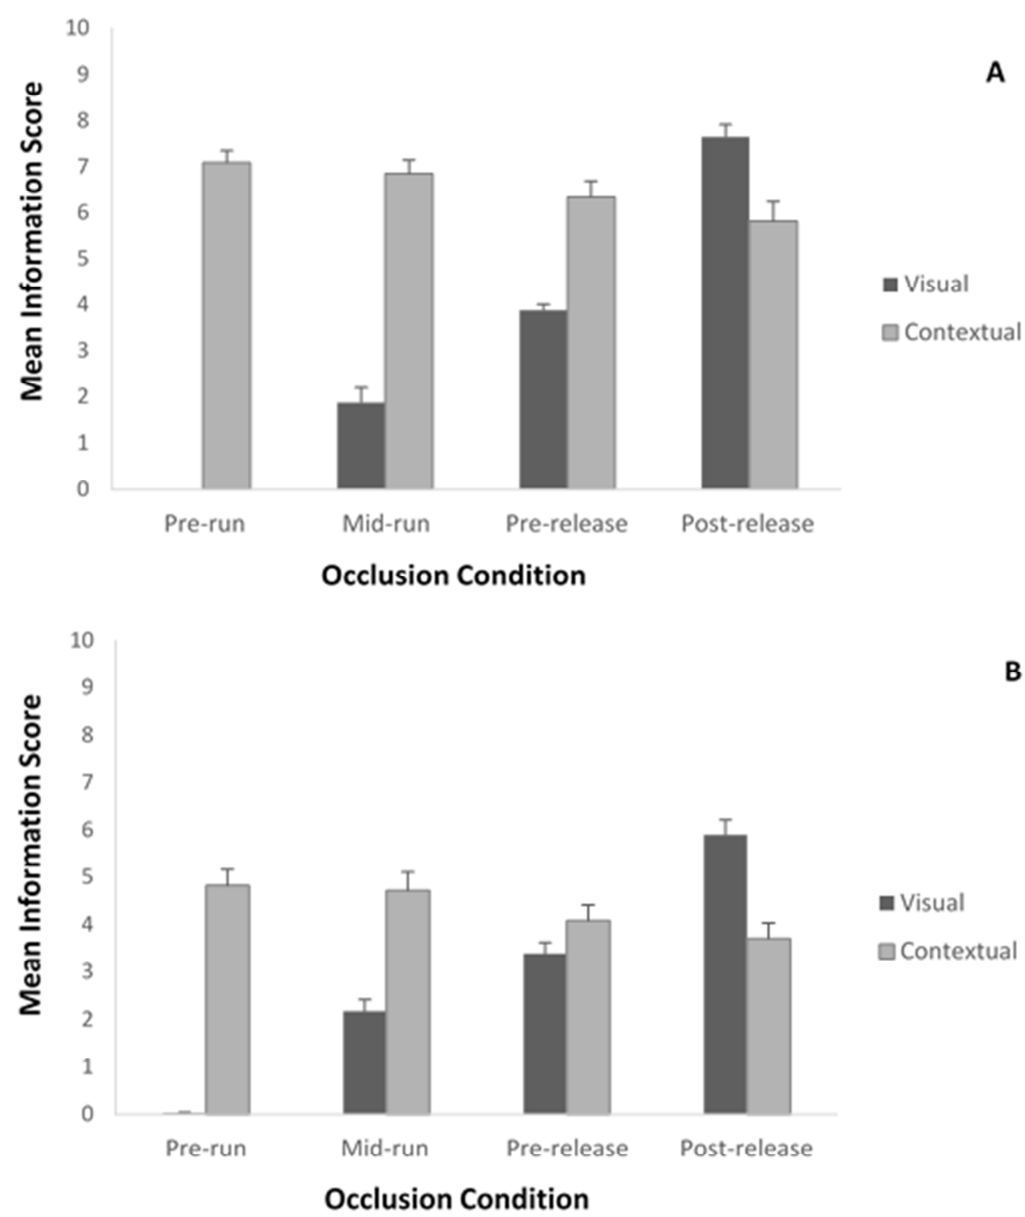 10
9
8
7
6
5
4
3
2
1
0
Mean Information Score
A
Visual
Contextual
Pre-run Mid-run Pre-release Post-release
Occlusion Condition
10
9
8
7
6
5
4
3
2
1
0
Mean Information Score
B
Visual
Contextual
Pre-run Mid-run Pre-release Post-release
Occlusion Condition